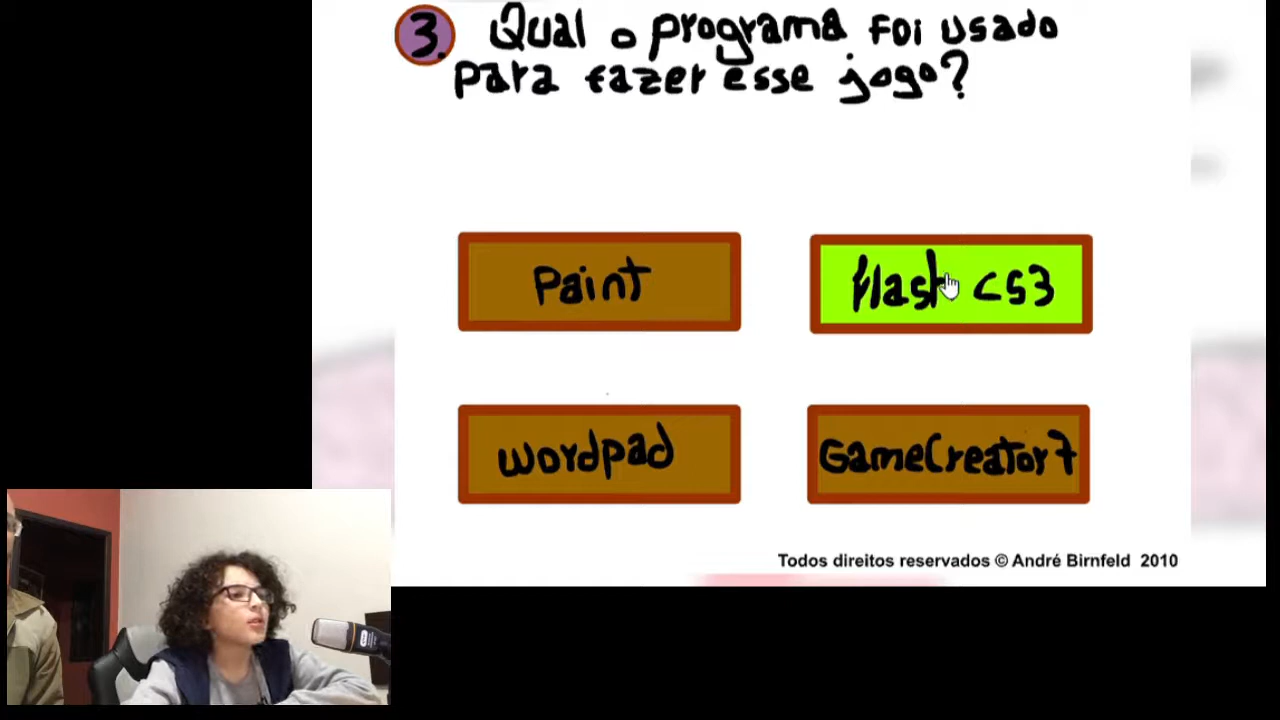 3. Qual o programa foi usado
para fazer esse jogo?
Paint
Flash CS3
Wordpad
GameCreator7
Todos direitos reservados © André Birnfeld 2010